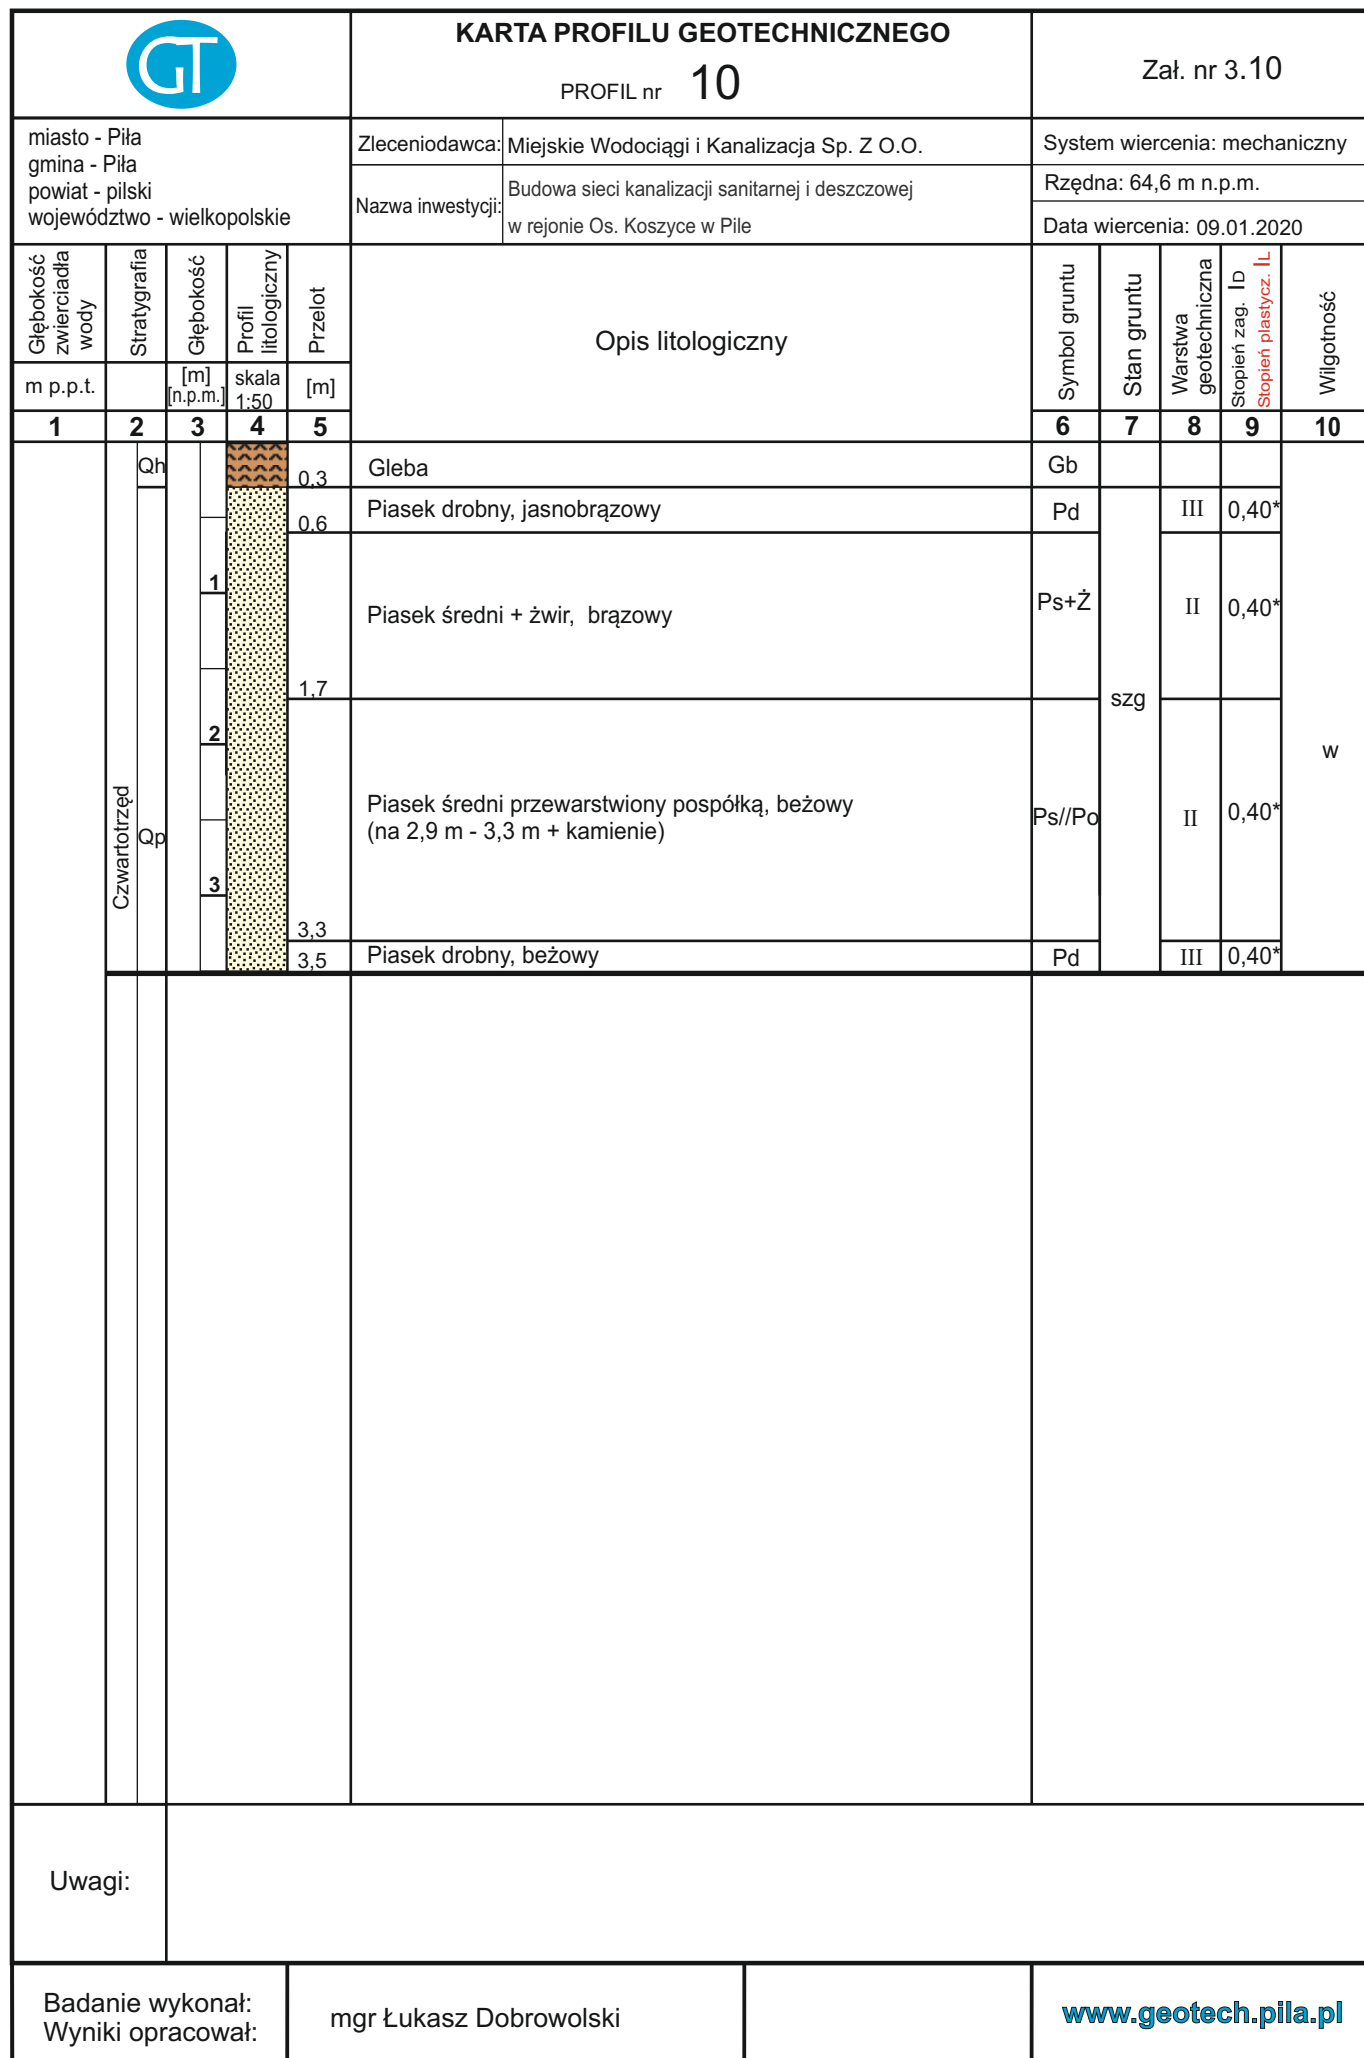 GT
KARTA PROFILU GEOTECHNICZNEGO
PROFIL nr 10
Zał. nr 3.10
miasto - Piła
gmina - Piła
powiat - pilski
województwo - wielkopolskie
Zleceniodawca: Miejskie Wodociągi i Kanalizacja Sp. Z O.O.
Nazwa inwestycji: Budowa sieci kanalizacji sanitarnej i deszczowej
w rejonie Os. Koszyce w Pile
System wiercenia: mechaniczny
Rzędna: 64,6 m n.p.m.
Data wiercenia: 09.01.2020
Głębokość
zwierciadła
wody
Stratygrafia
Głębokość
Profil
litologiczny
Przelot
Opis litologiczny
Symbol gruntu
Stan gruntu
Warstwa
geotechniczna
Stopień zag. ID
Stopień plastycz. IL
Wilgotność
m p.p.t.
[m]
[n.p.m.]
skala
1:50
[m]
1 2 3 4 5 6 7 8 9 10
Qh 0,3 Gleba Gb
0,6 Piasek drobny, jasnobrązowy Pd III 0,40*
1
1,7 Piasek średni + żwir, brązowy Ps+Ż II 0,40*
szg
2
w
Czwartotrzęd
Qp
Piasek średni przewarstwiony pospółką, beżowy Ps//Po II 0,40*
(na 2,9 m - 3,3 m + kamienie)
3
3,3
3,5 Piasek drobny, beżowy Pd III 0,40*
Uwagi:
Badanie wykonał:
Wyniki opracował:
mgr Łukasz Dobrowolski
www.geotech.pila.pl